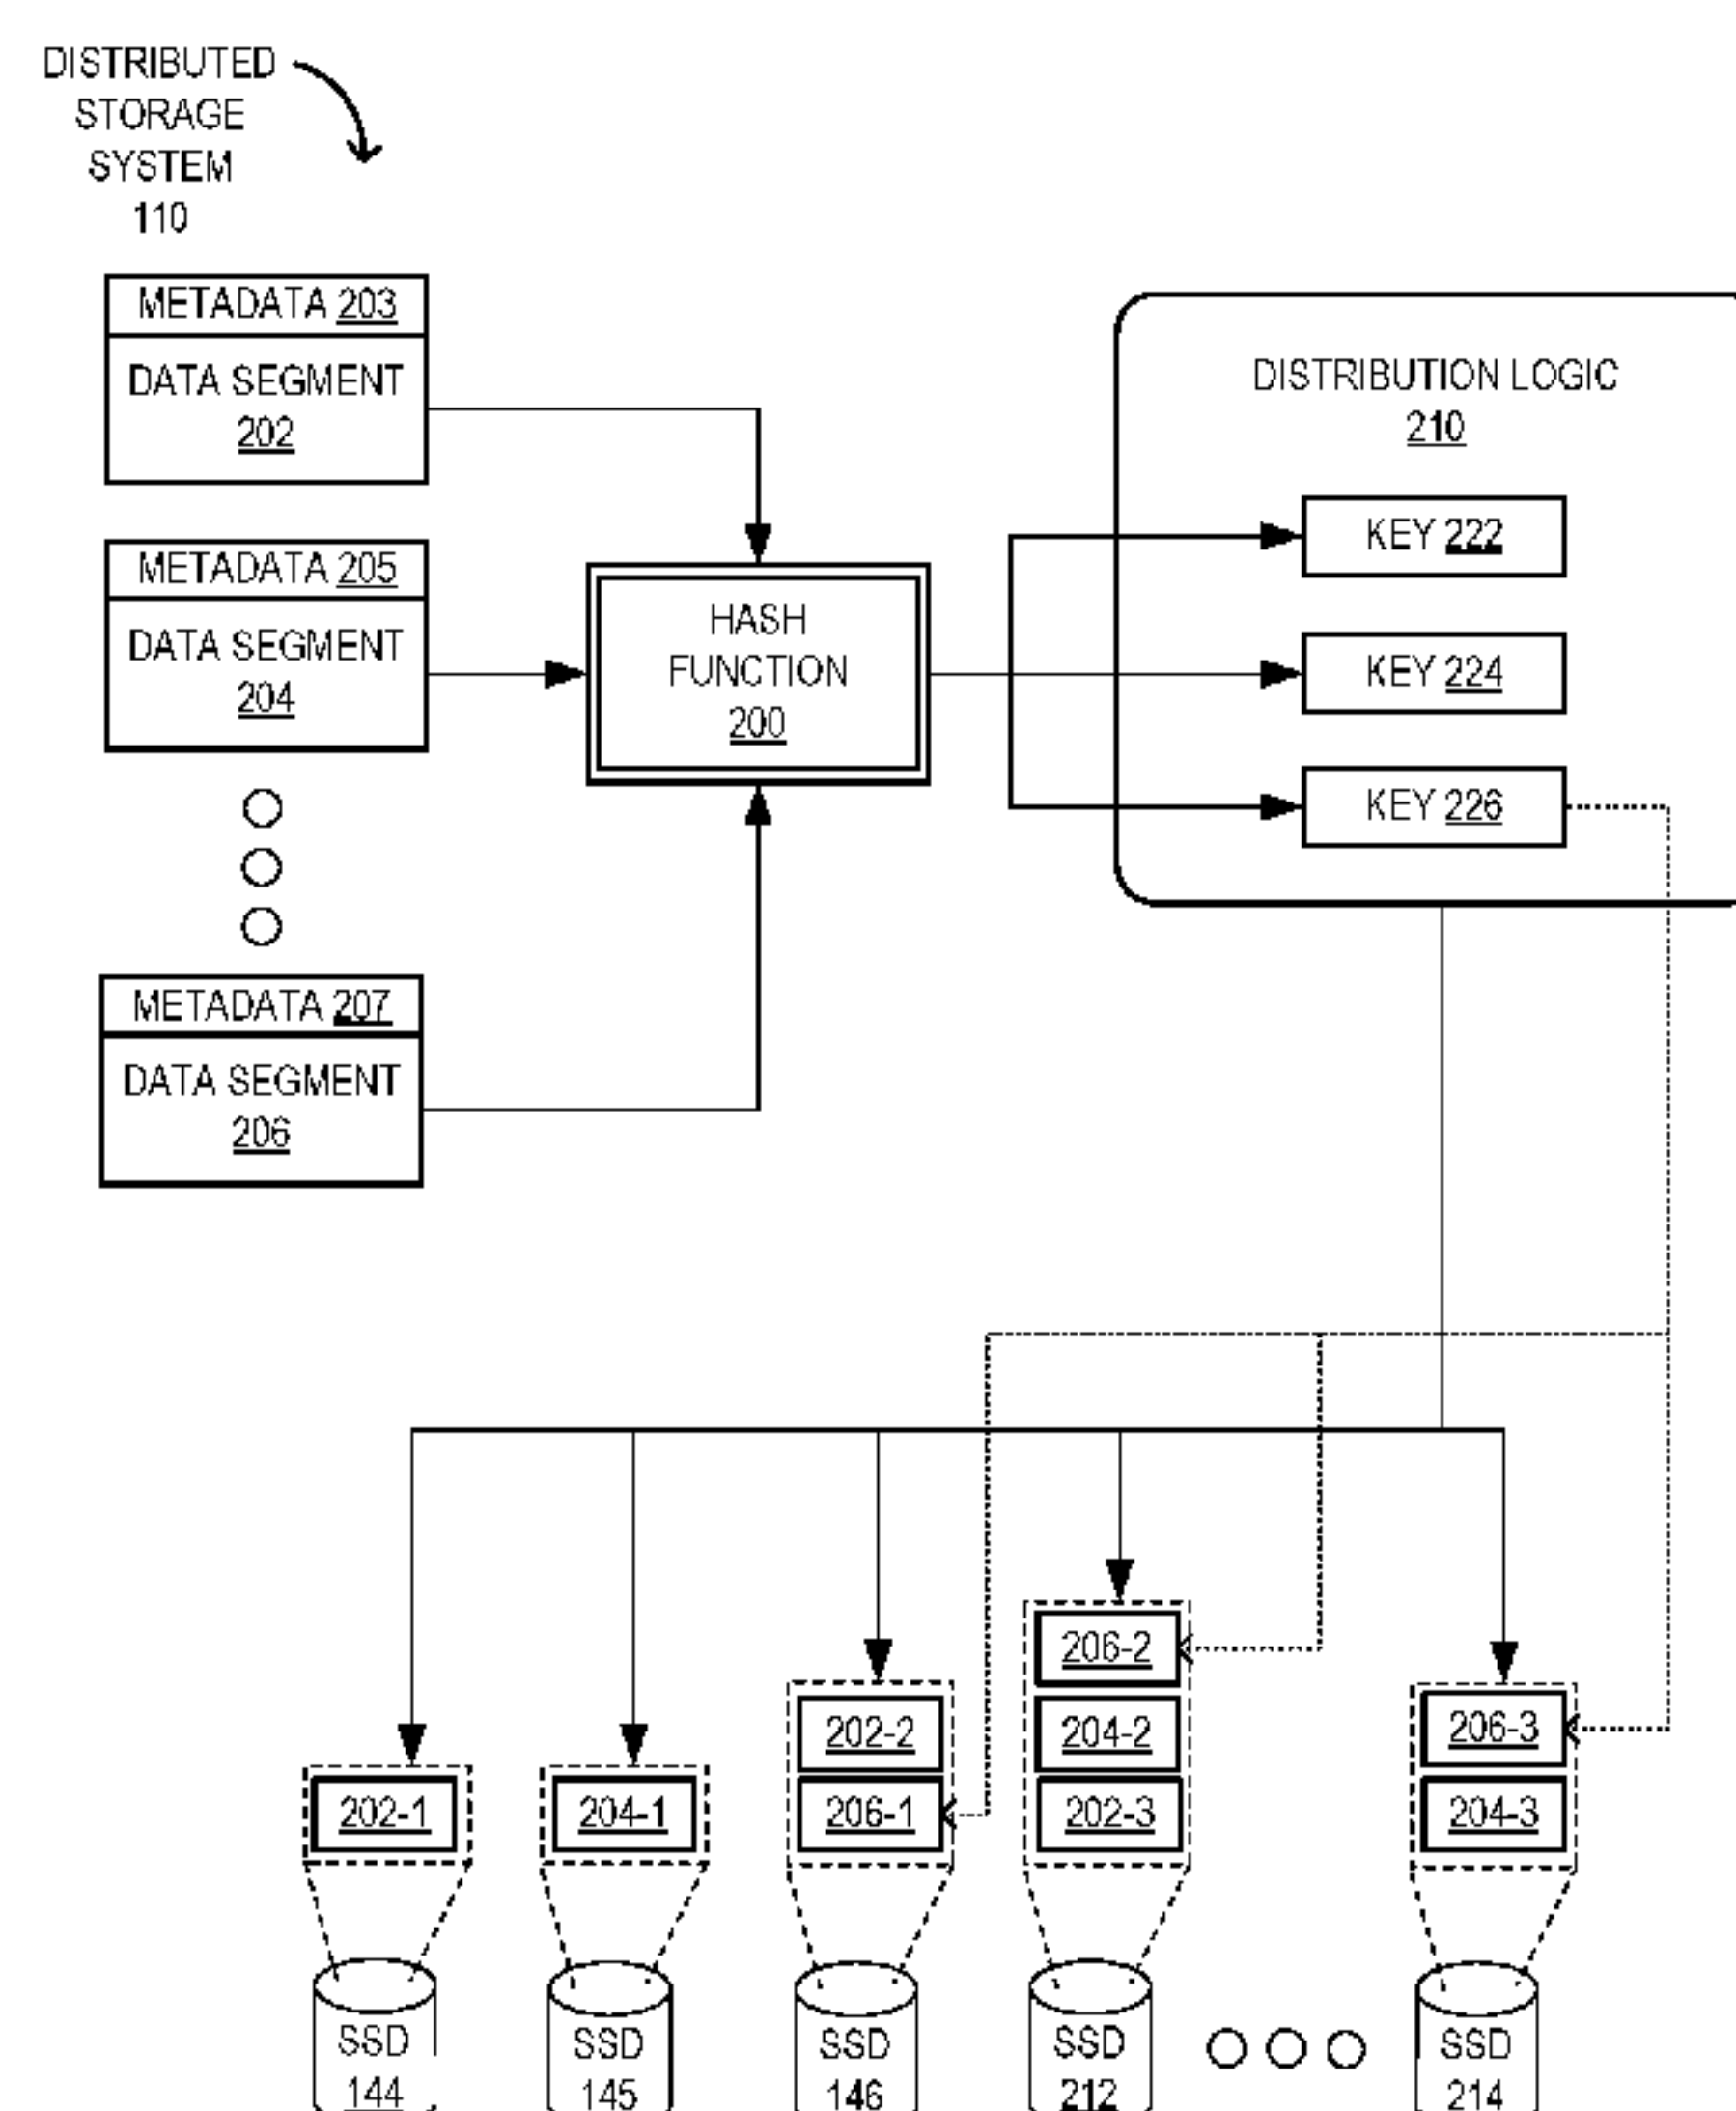 DISTRIBUTED
STORAGE
SYSTEM
110
METADATA 203
DATA SEGMENT
202
METADATA 205
DATA SEGMENT
204
METADATA 207
DATA SEGMENT
206
HASH
FUNCTION
200
DISTRIBUTION LOGIC
210
KEY 222
KEY 224
KEY 226
202-1
204-1
202-2
206-1
206-2
204-2
202-3
206-3
204-3
SSD
144
SSD
145
SSD
146
SSD
212
SSD
214